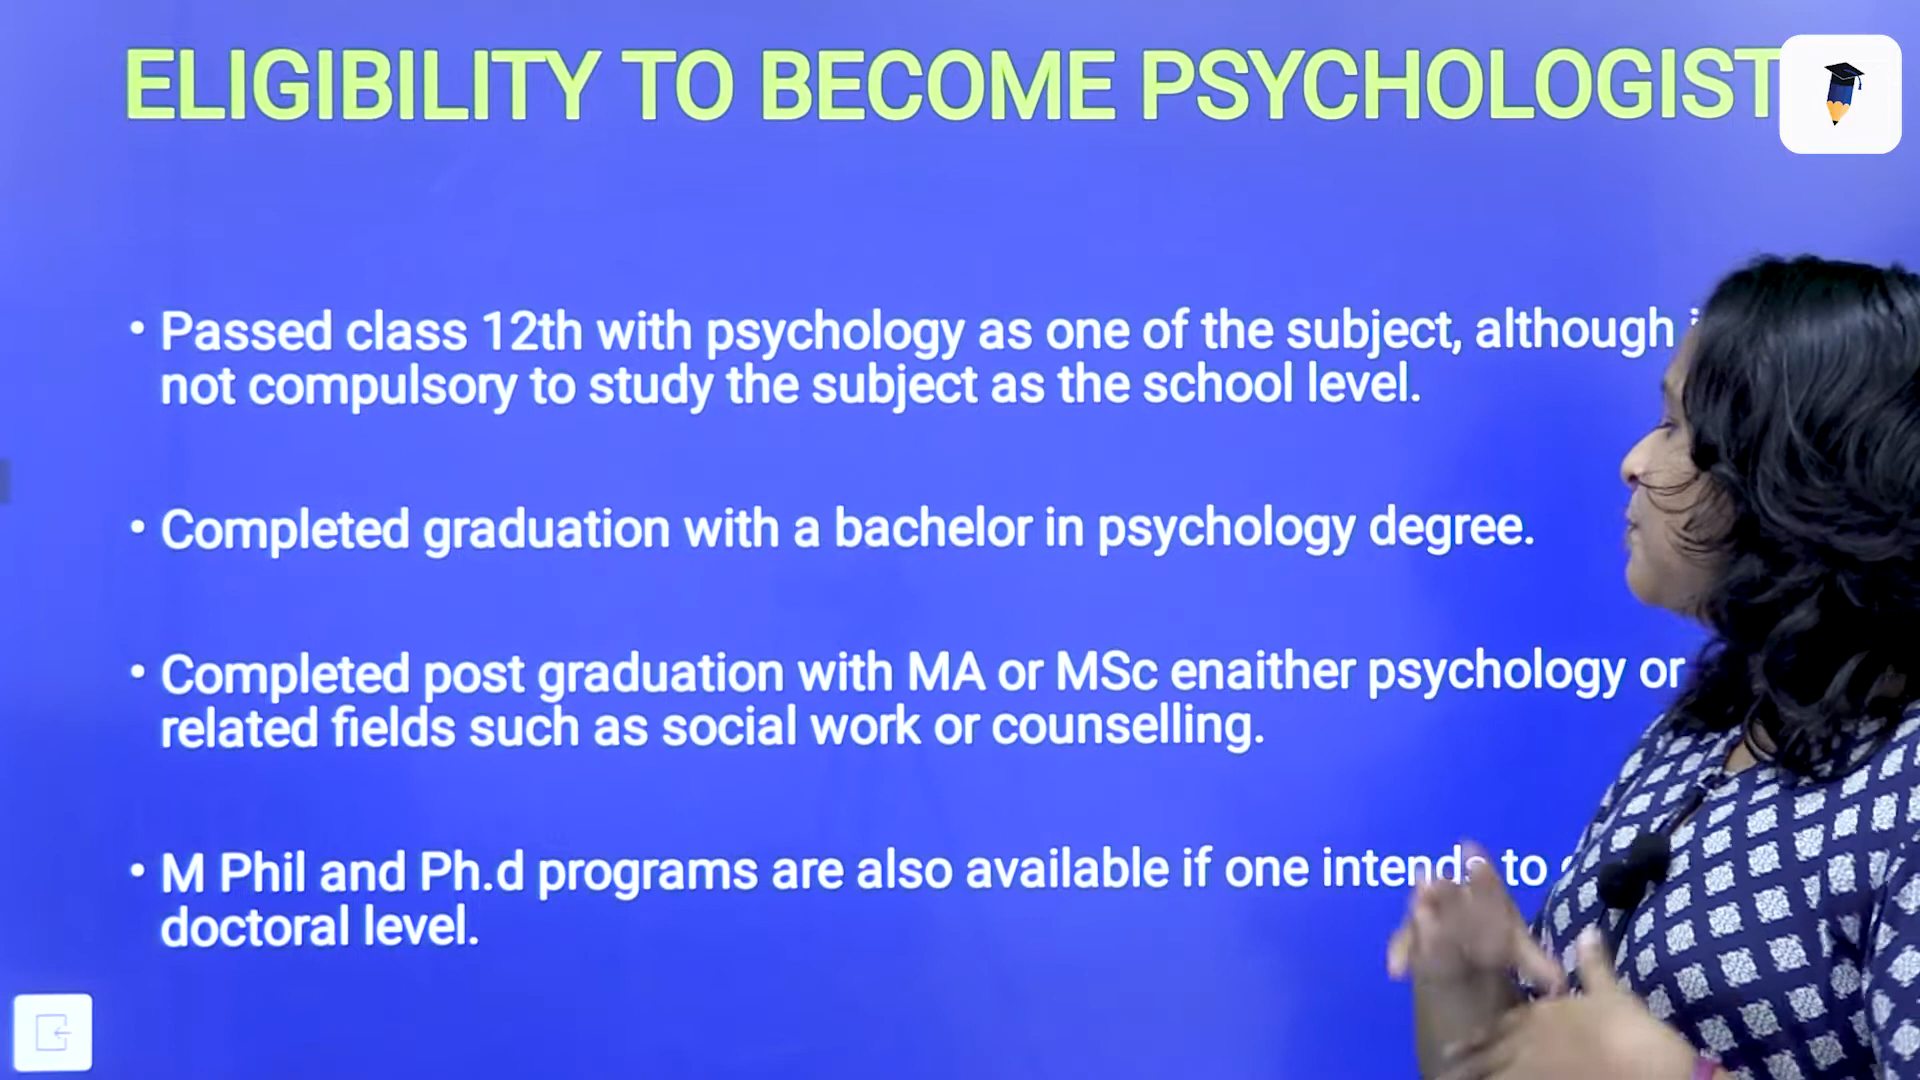 ELIGIBILITY TO BECOME PSYCHOLOGIST
• Passed class 12th with psychology as one of the subject, although
not compulsory to study the subject as the school level.
• Completed graduation with a bachelor in psychology degree.
• Completed post graduation with MA or MSc enaither psychology or
related fields such as social work or counselling.
• M Phil and Ph.d programs are also available if one intends to
doctoral level.